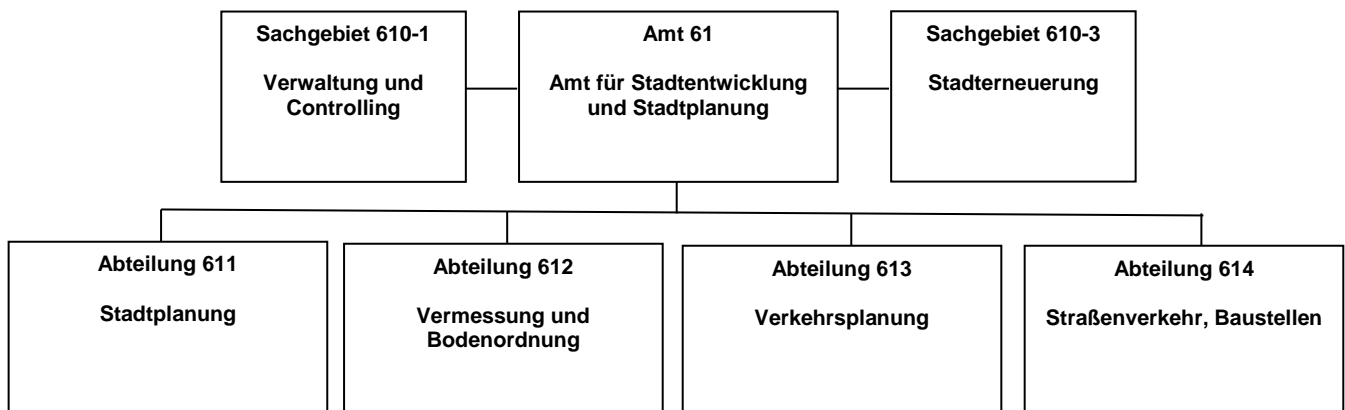 Sachgebiet 610-1
Verwaltung und
Controlling
Amt 61
Amt für Stadtentwicklung
und Stadtplanung
Sachgebiet 610-3
Stadterneuerung
Abteilung 611
Stadtplanung
Abteilung 612
Vermessung und
Bodenordnung
Abteilung 613
Verkehrsplanung
Abteilung 614
Straßenverkehr, Baustellen